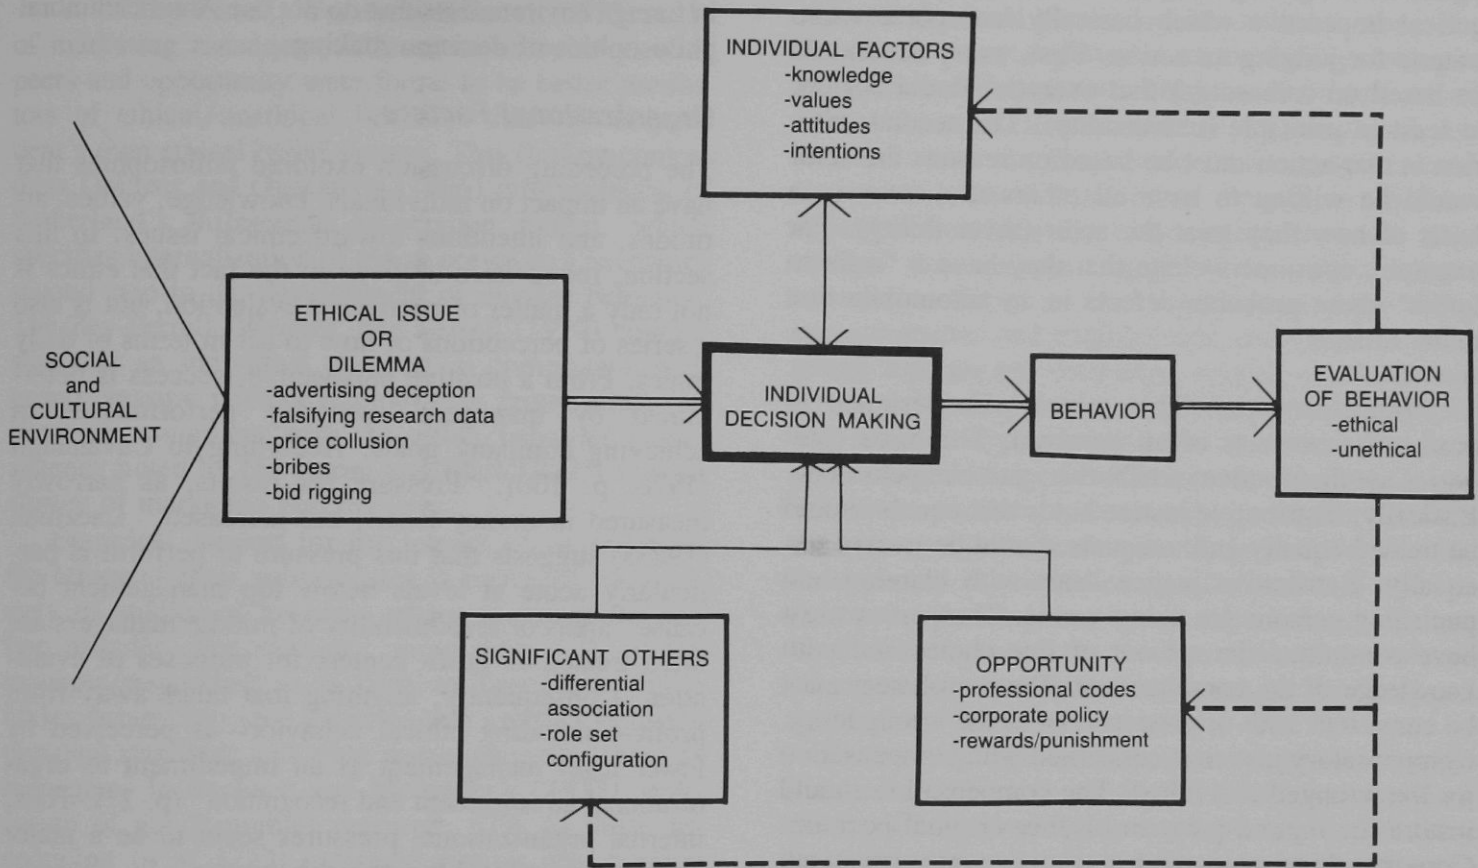 INDIVIDUAL FACTORS
-knowledge
-values
-attitudes
-intentions
SOCIAL
and
CULTURAL
ENVIRONMENT
ETHICAL ISSUE
OR
DILEMMA
-advertising deception
-falsifying research data
-price collusion
-bribes
-bid rigging
INDIVIDUAL
DECISION MAKING
BEHAVIOR
EVALUATION
OF BEHAVIOR
-ethical
-unethical
SIGNIFICANT OTHERS
-differential
association
-role set
configuration
OPPORTUNITY
-professional codes
-corporate policy
-rewards/punishment